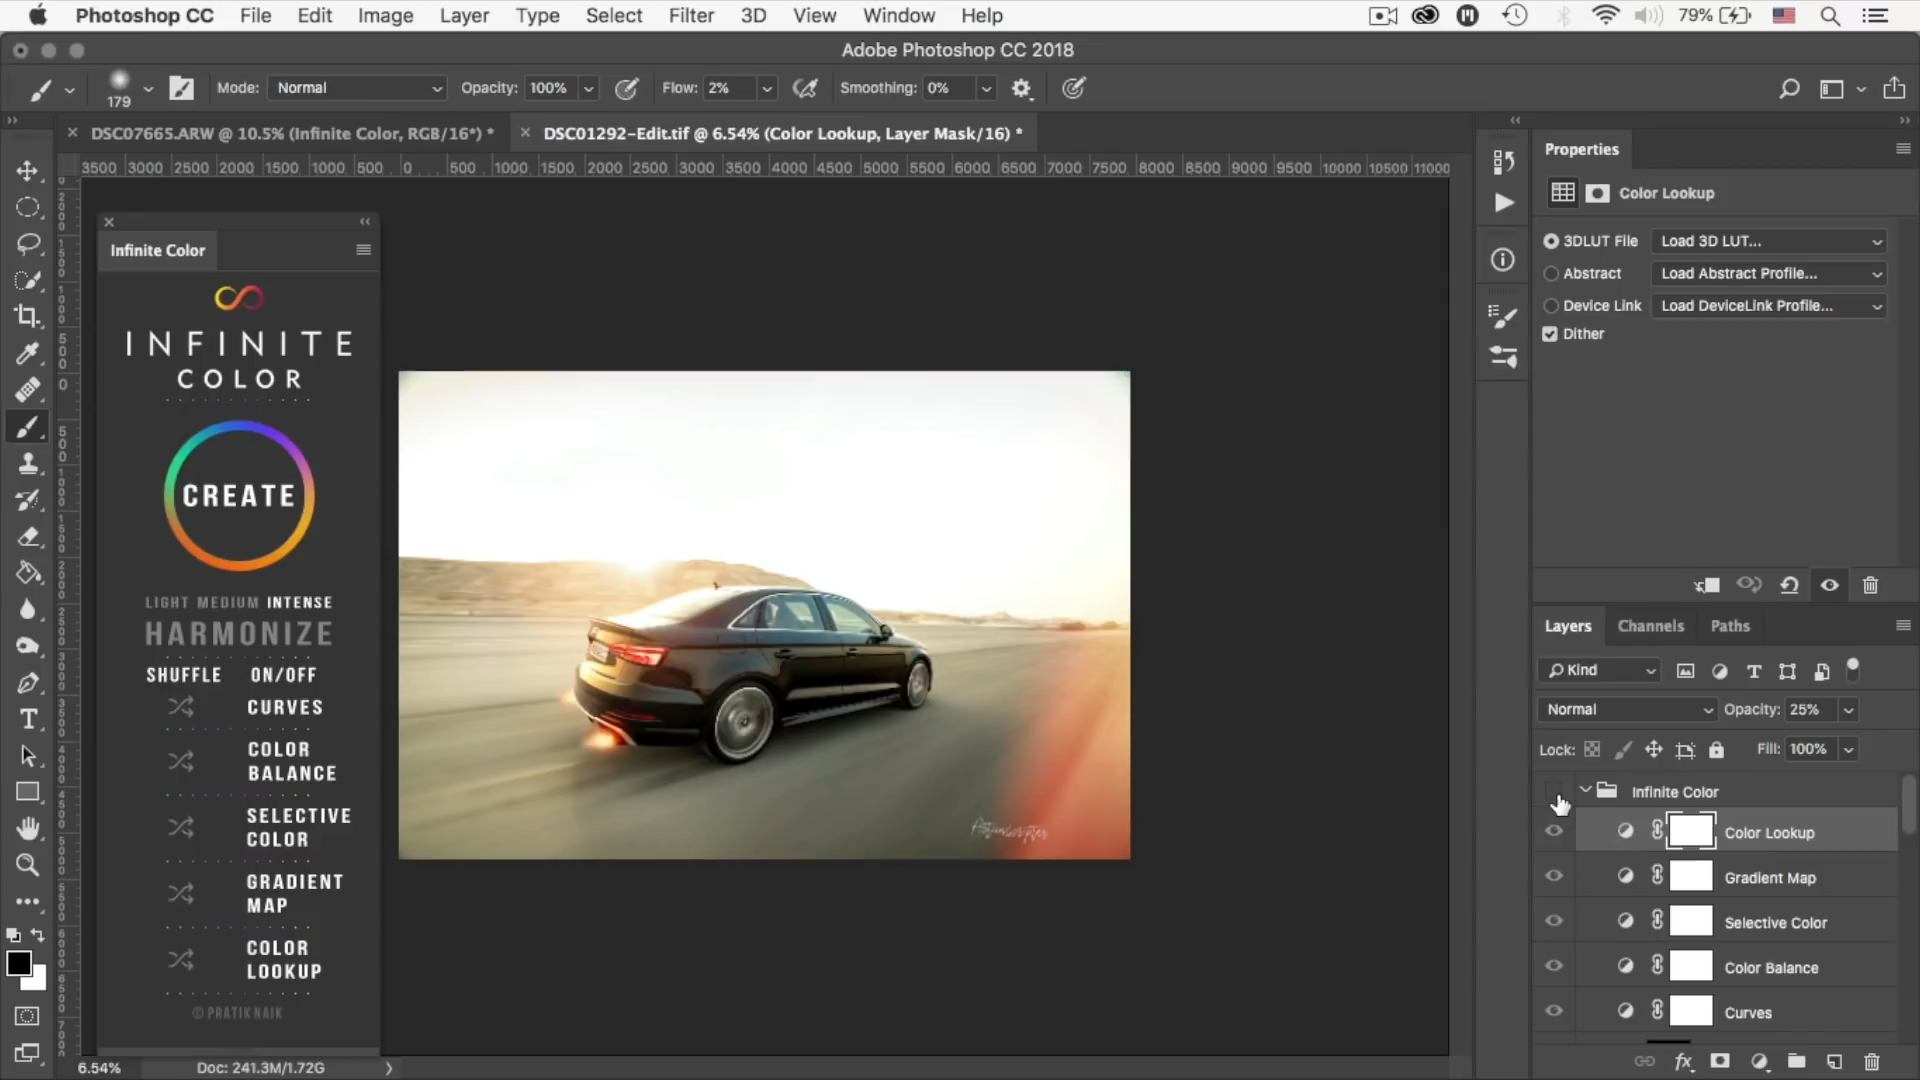 Photoshop CC File Edit Image Layer Type Select Filter 3D View Window Help 79%
Adobe Photoshop CC 2018
179 Mode: Normal Opacity: 100% Flow: 2% Smoothing: 0%
DSC07665.ARW @ 10.5% (Infinite Color, RGB/16*) * DSC01292-Edit.tif @ 6.54% (Color Lookup, Layer Mask/16) *
3500 3000 2500 2000 1500 1000 500 0 500 1000 1500 2000 2500 3000 3500 4000 4500 5000 5500 6000 6500 7000 7500 8000 8500 9000 9500 10000 10500 11000
Infinite Color
INFINITE
COLOR
CREATE
LIGHT MEDIUM INTENSE
HARMONIZE
SHUFFLE ON/OFF
CURVES
COLOR
BALANCE
SELECTIVE
COLOR
GRADIENT
MAP
COLOR
LOOKUP
© PRATIK NAIK
6.54% Doc: 241.3M/1.72G
Properties
Color Lookup
3DLUT File Load 3D LUT...
Abstract Load Abstract Profile...
Device Link Load DeviceLink Profile...
Dither
Layers Channels Paths
Kind
Normal Opacity: 25%
Lock: Fill: 100%
Infinite Color
Color Lookup
Gradient Map
Selective Color
Color Balance
Curves